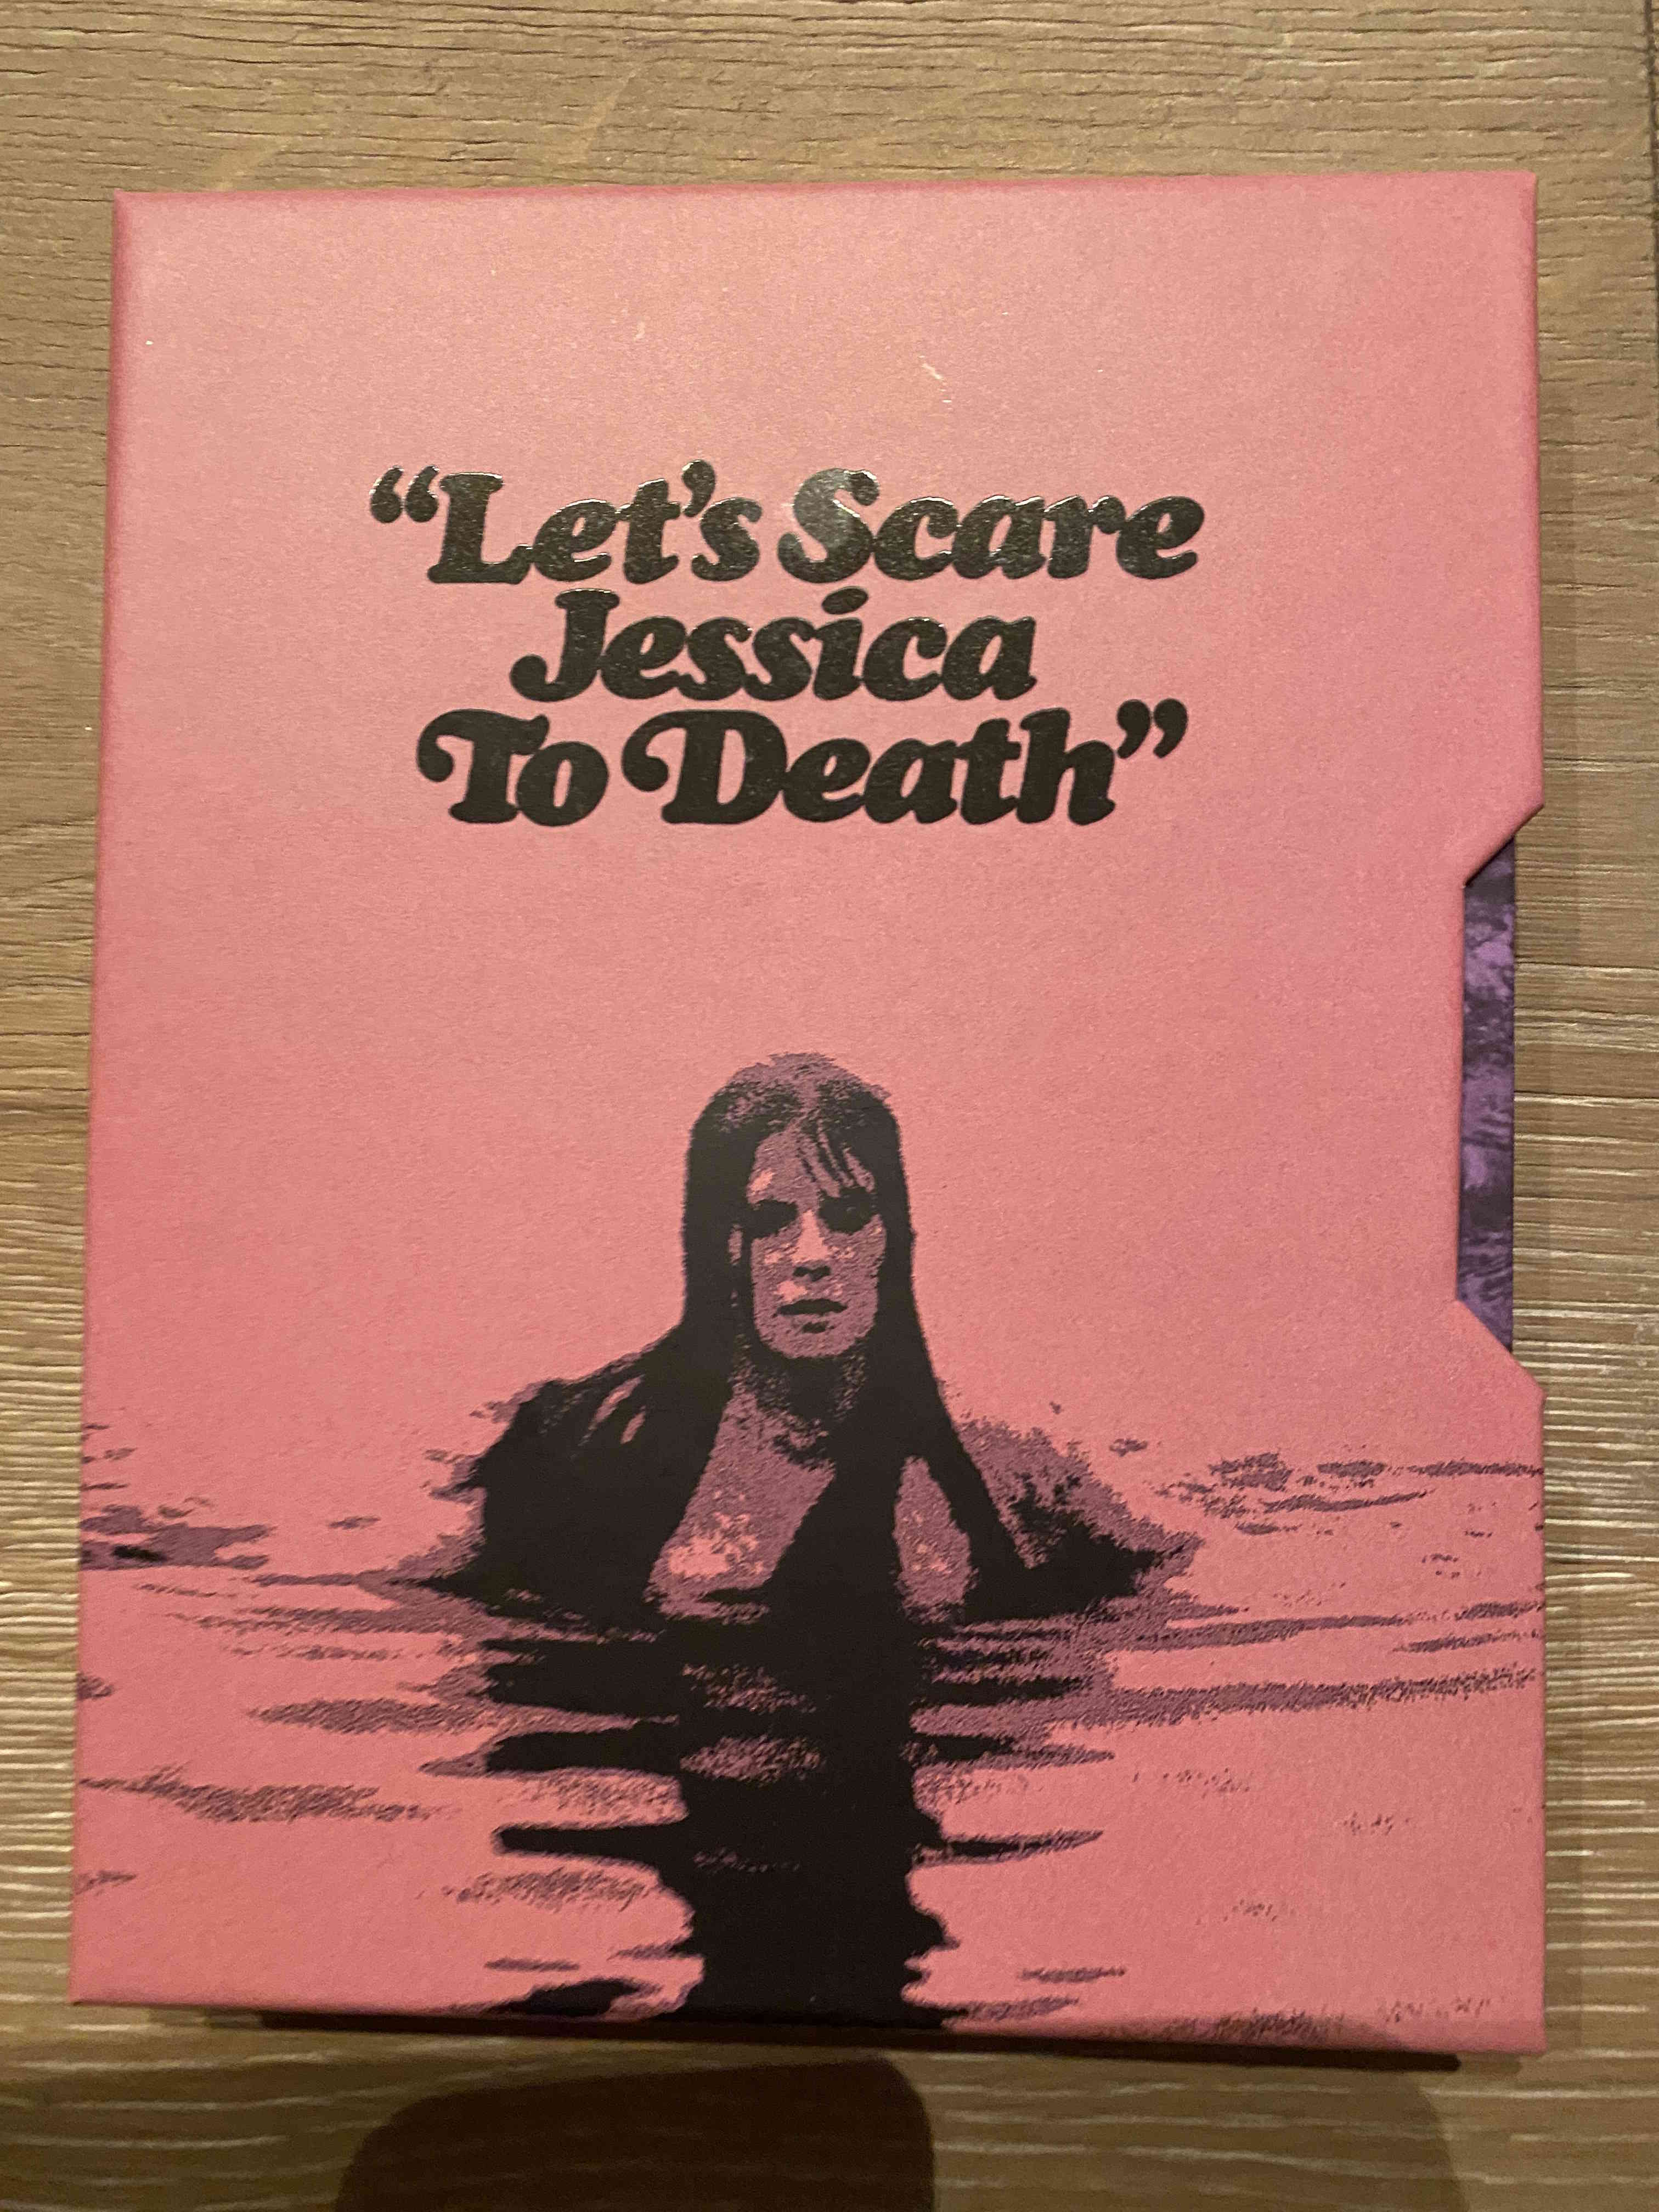 “Let’s Scare
Jessica
To Death”